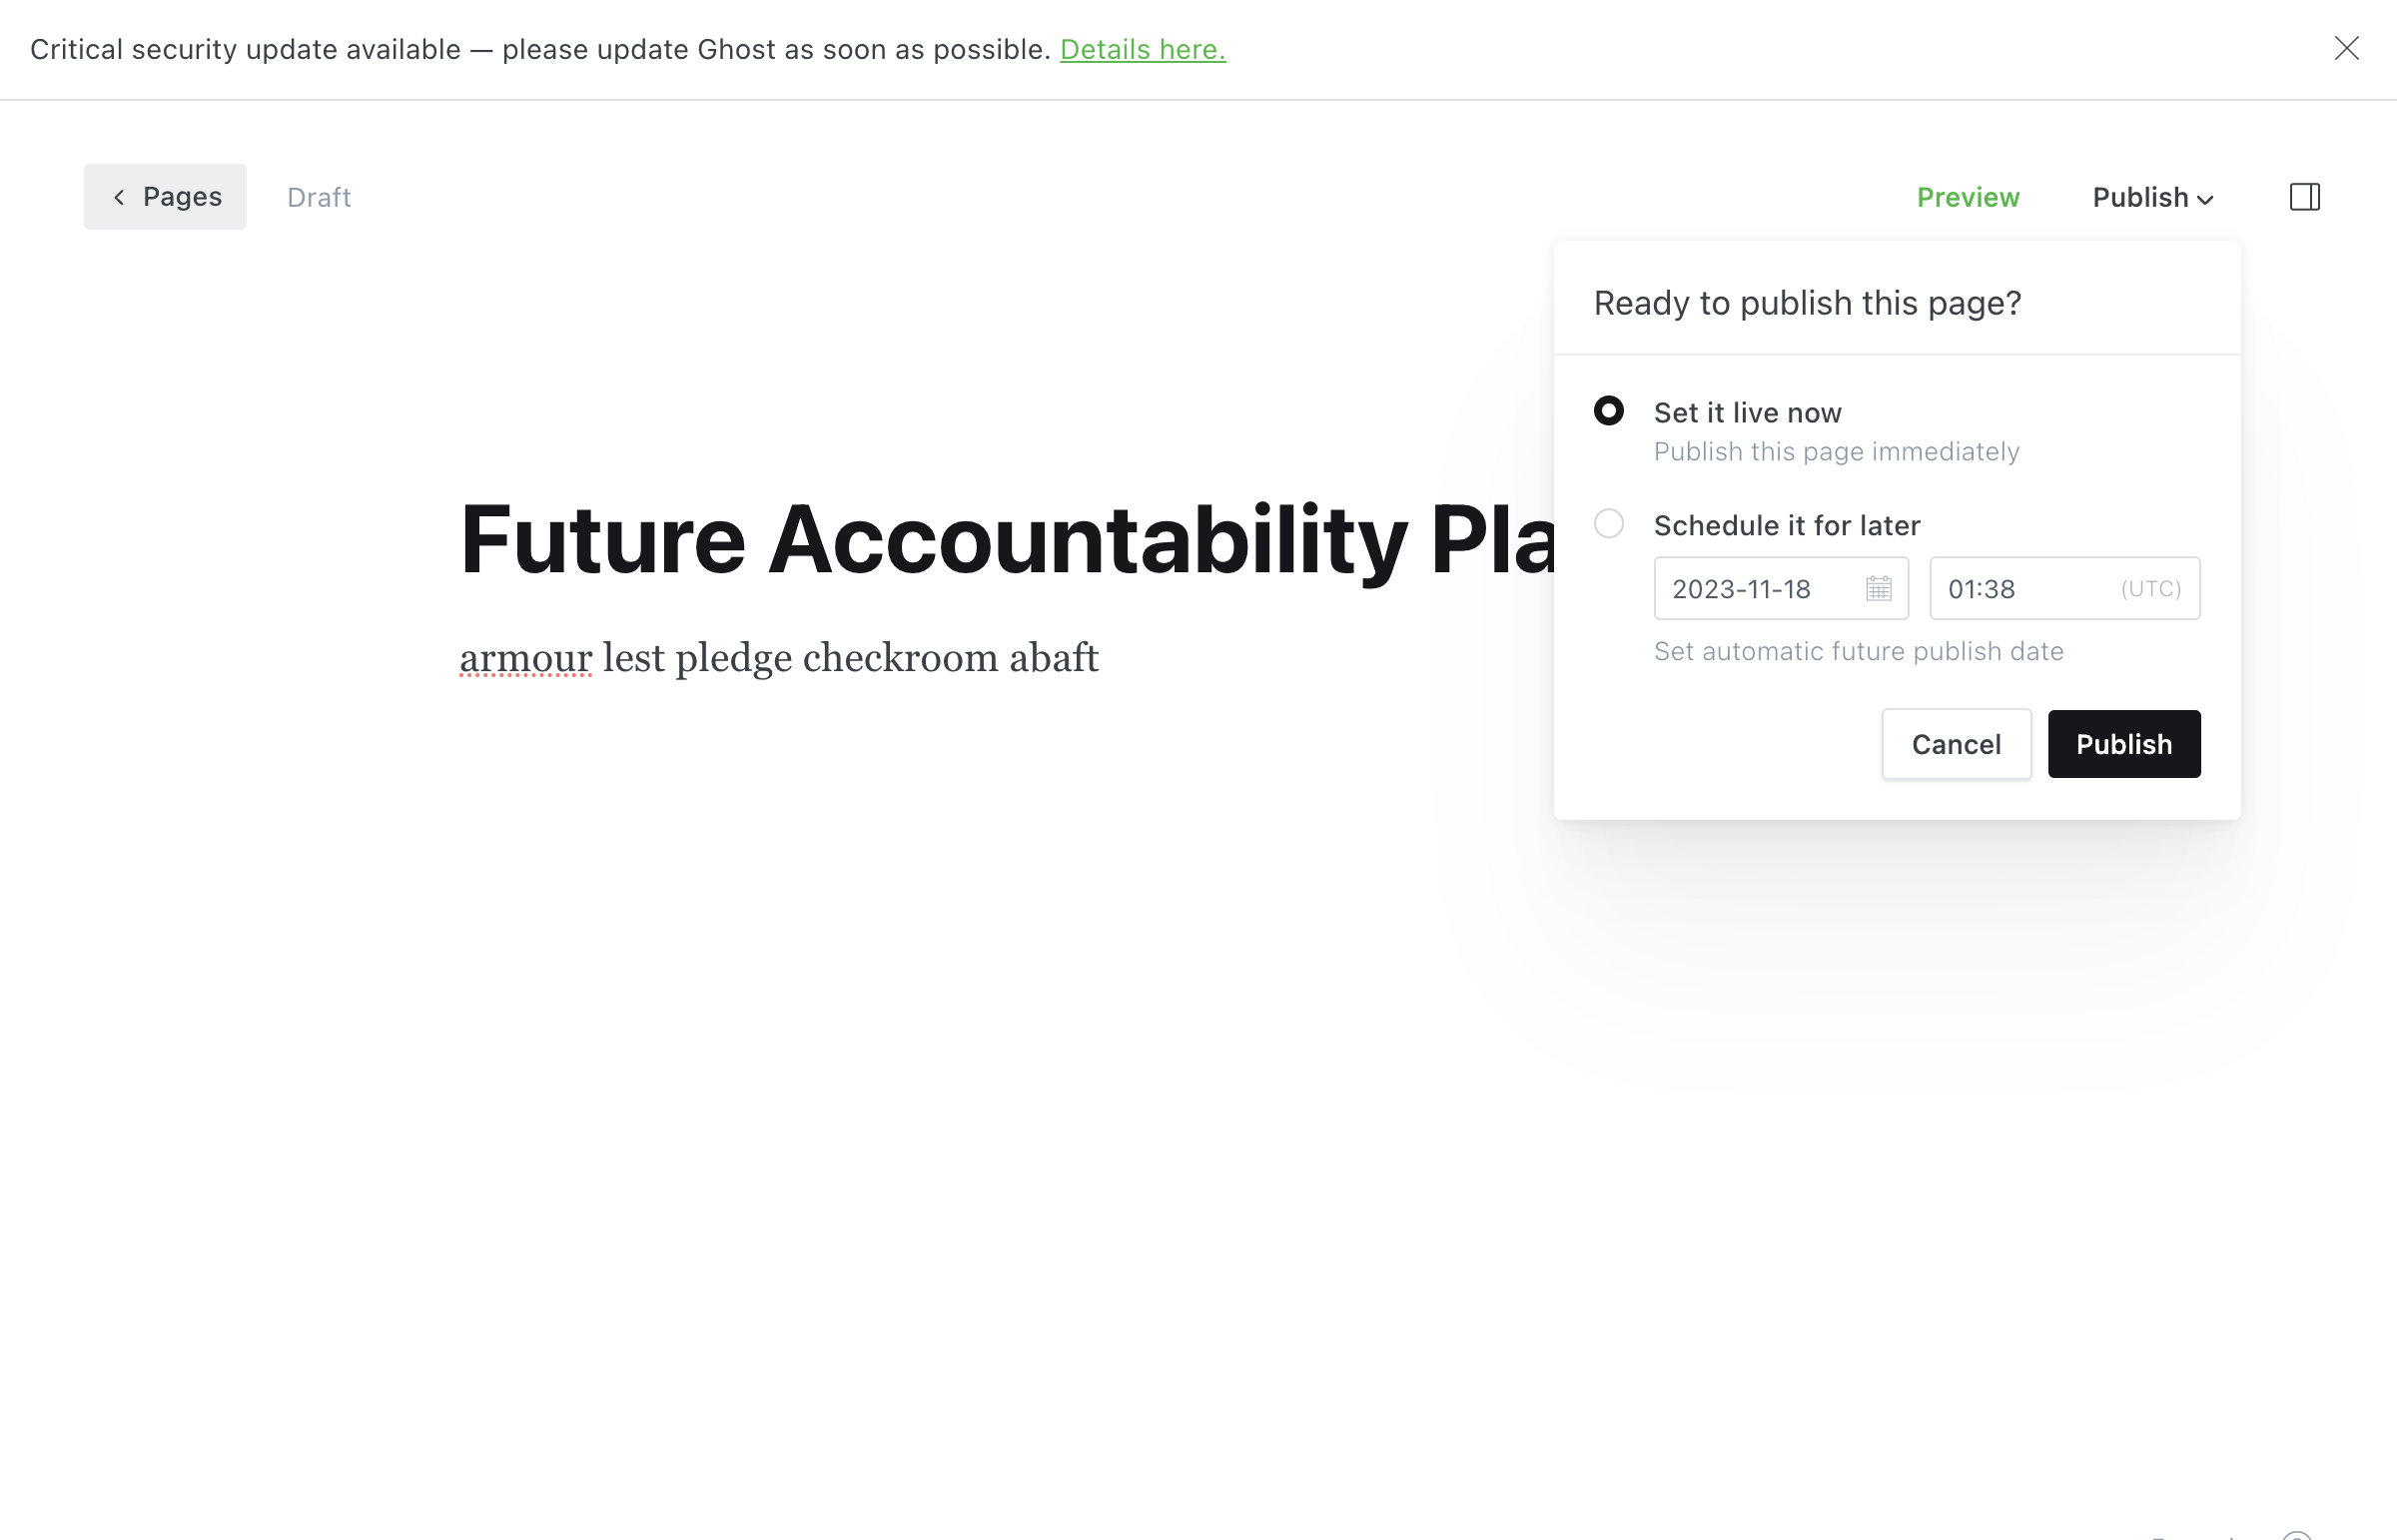 Critical security update available — please update Ghost as soon as possible. Details here.
Pages
Draft
Preview
Publish
Ready to publish this page?
Set it live now
Publish this page immediately
Future Accountability Pla
Schedule it for later
2023-11-18
01:38
(UTC)
armour lest pledge checkroom abaft
Set automatic future publish date
Cancel
Publish